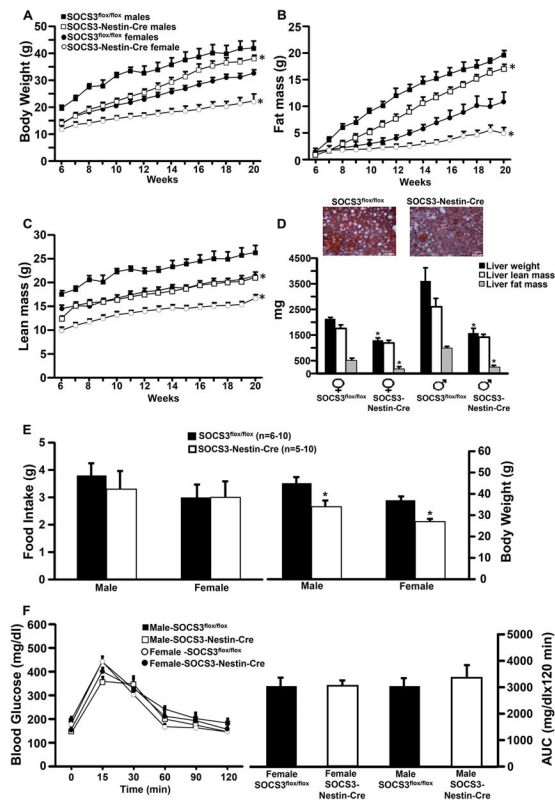 A
SOCS3flox/flox males
SOCS3-Nestin-Cre males
SOCS3flox/flox females
SOCS3-Nestin-Cre female
Body Weight (g)
50
40
30
20
10
0
6 8 10 12 14 16 18 20
Weeks
*
*
B
Fat mass (g)
25
20
15
10
5
0
6 8 10 12 14 16 18 20
Weeks
*
*
C
Lean mass (g)
30
25
20
15
10
5
0
6 8 10 12 14 16 18 20
Weeks
*
*
D
SOCS3flox/flox SOCS3-Nestin-Cre
Liver weight
Liver lean mass
Liver fat mass
mg
4500
3500
2500
1500
500
0
* * * *
♀ ♀ ♂ ♂
SOCS3flox/flox SOCS3-Nestin-Cre SOCS3flox/flox SOCS3-Nestin-Cre
E
SOCS3flox/flox (n=6-10)
SOCS3-Nestin-Cre (n=5-10)
Food Intake (g)
6
5
4
3
2
1
0
Male Female Male Female
* *
60
50
40
30
20
10
0
Body Weight (g)
F
Male-SOCS3flox/flox
Male-SOCS3-Nestin-Cre
Female -SOCS3flox/flox
Female-SOCS3-Nestin-Cre
Blood Glucose (mg/dl)
600
500
400
300
200
100
0 15 30 60 90 120
Time (min)
5000
4000
3000
2000
1000
0
AUC (mg/dlx120 min)
Female SOCS3flox/flox
Female SOCS3-Nestin-Cre
Male SOCS3flox/flox
Male SOCS3-Nestin-Cre